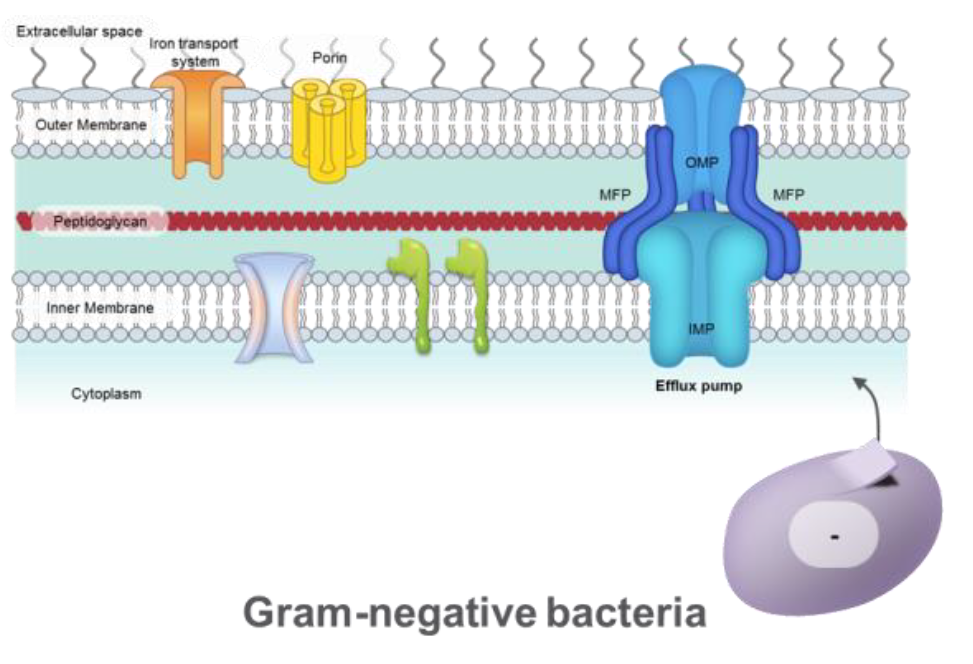 Extracellular space
Iron transport
system
Porin
Outer Membrane
OMP
MFP
MFP
Peptidoglycan
Inner Membrane
IMP
Efflux pump
Cytoplasm
-
Gram-negative bacteria